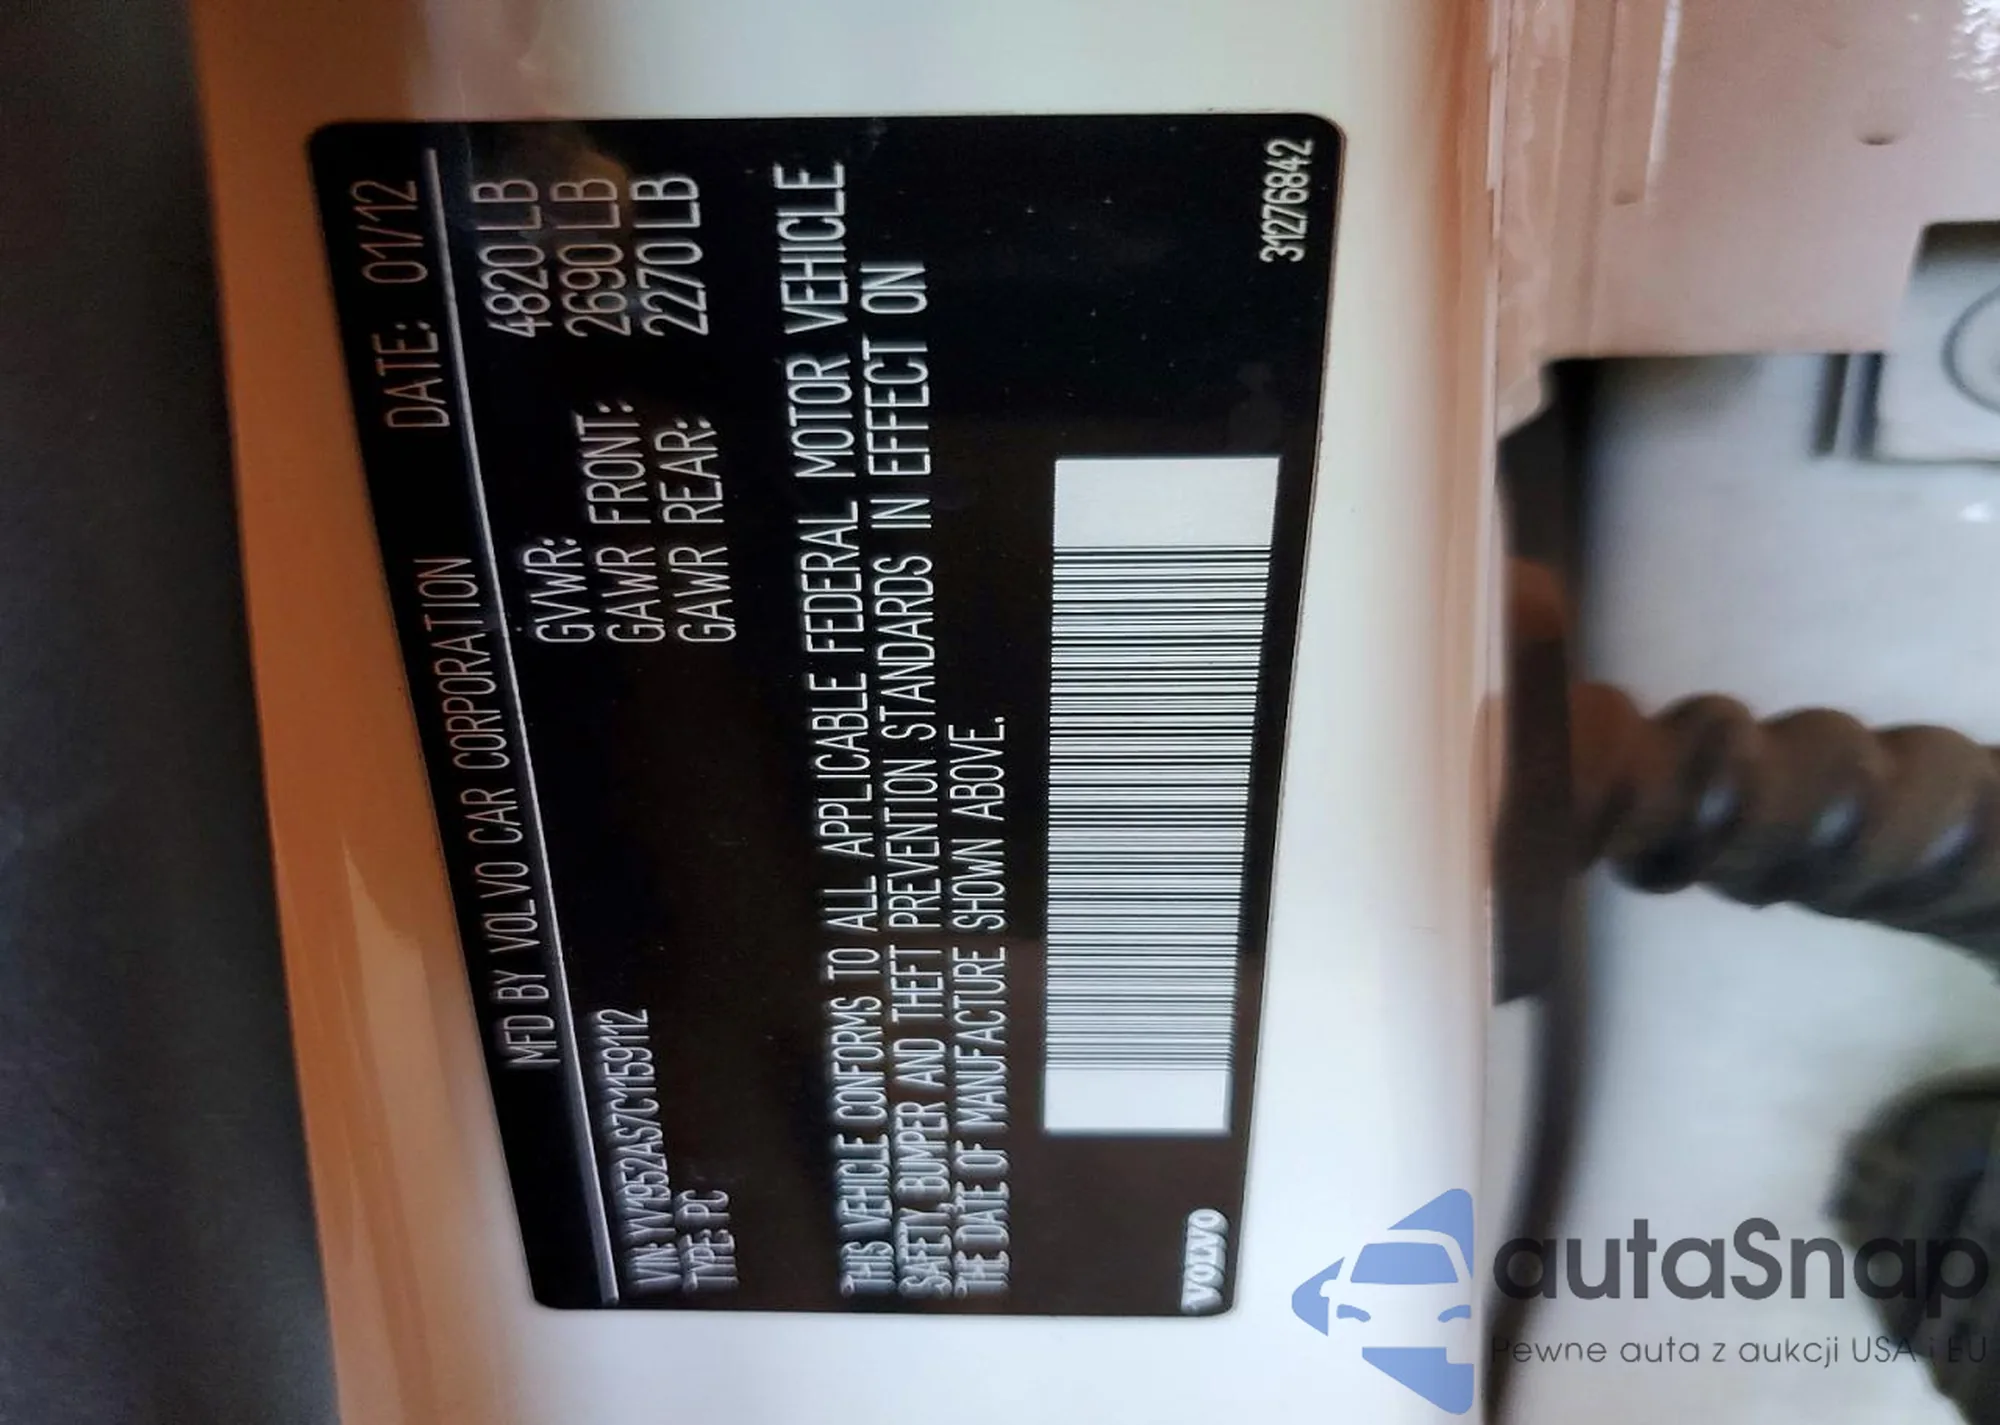 MFD BY VOLVO CAR CORPORATION DATE: 01/12
VIN: YV1952AS7C1159112
TYPE: PC
GVWR: 4820 LB
GAWR FRONT: 2690 LB
GAWR REAR: 2270 LB
THIS VEHICLE CONFORMS TO ALL APPLICABLE FEDERAL MOTOR VEHICLE
SAFETY, BUMPER AND THEFT PREVENTION STANDARDS IN EFFECT ON
THE DATE OF MANUFACTURE SHOWN ABOVE.
VOLVO
31276842
autaSnap
Pewne auta z aukcji USA i EU